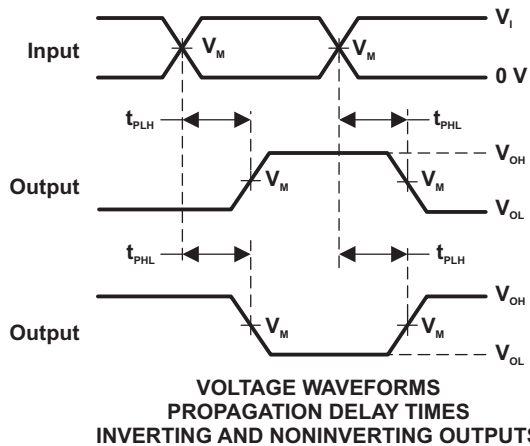 Input V_M V_M V_I
0 V
t_PLH t_PHL
V_OH
Output V_M V_M
V_OL
t_PHL t_PLH
V_OH
Output V_M V_M
V_OL
VOLTAGE WAVEFORMS
PROPAGATION DELAY TIMES
INVERTING AND NONINVERTING OUTPUTS